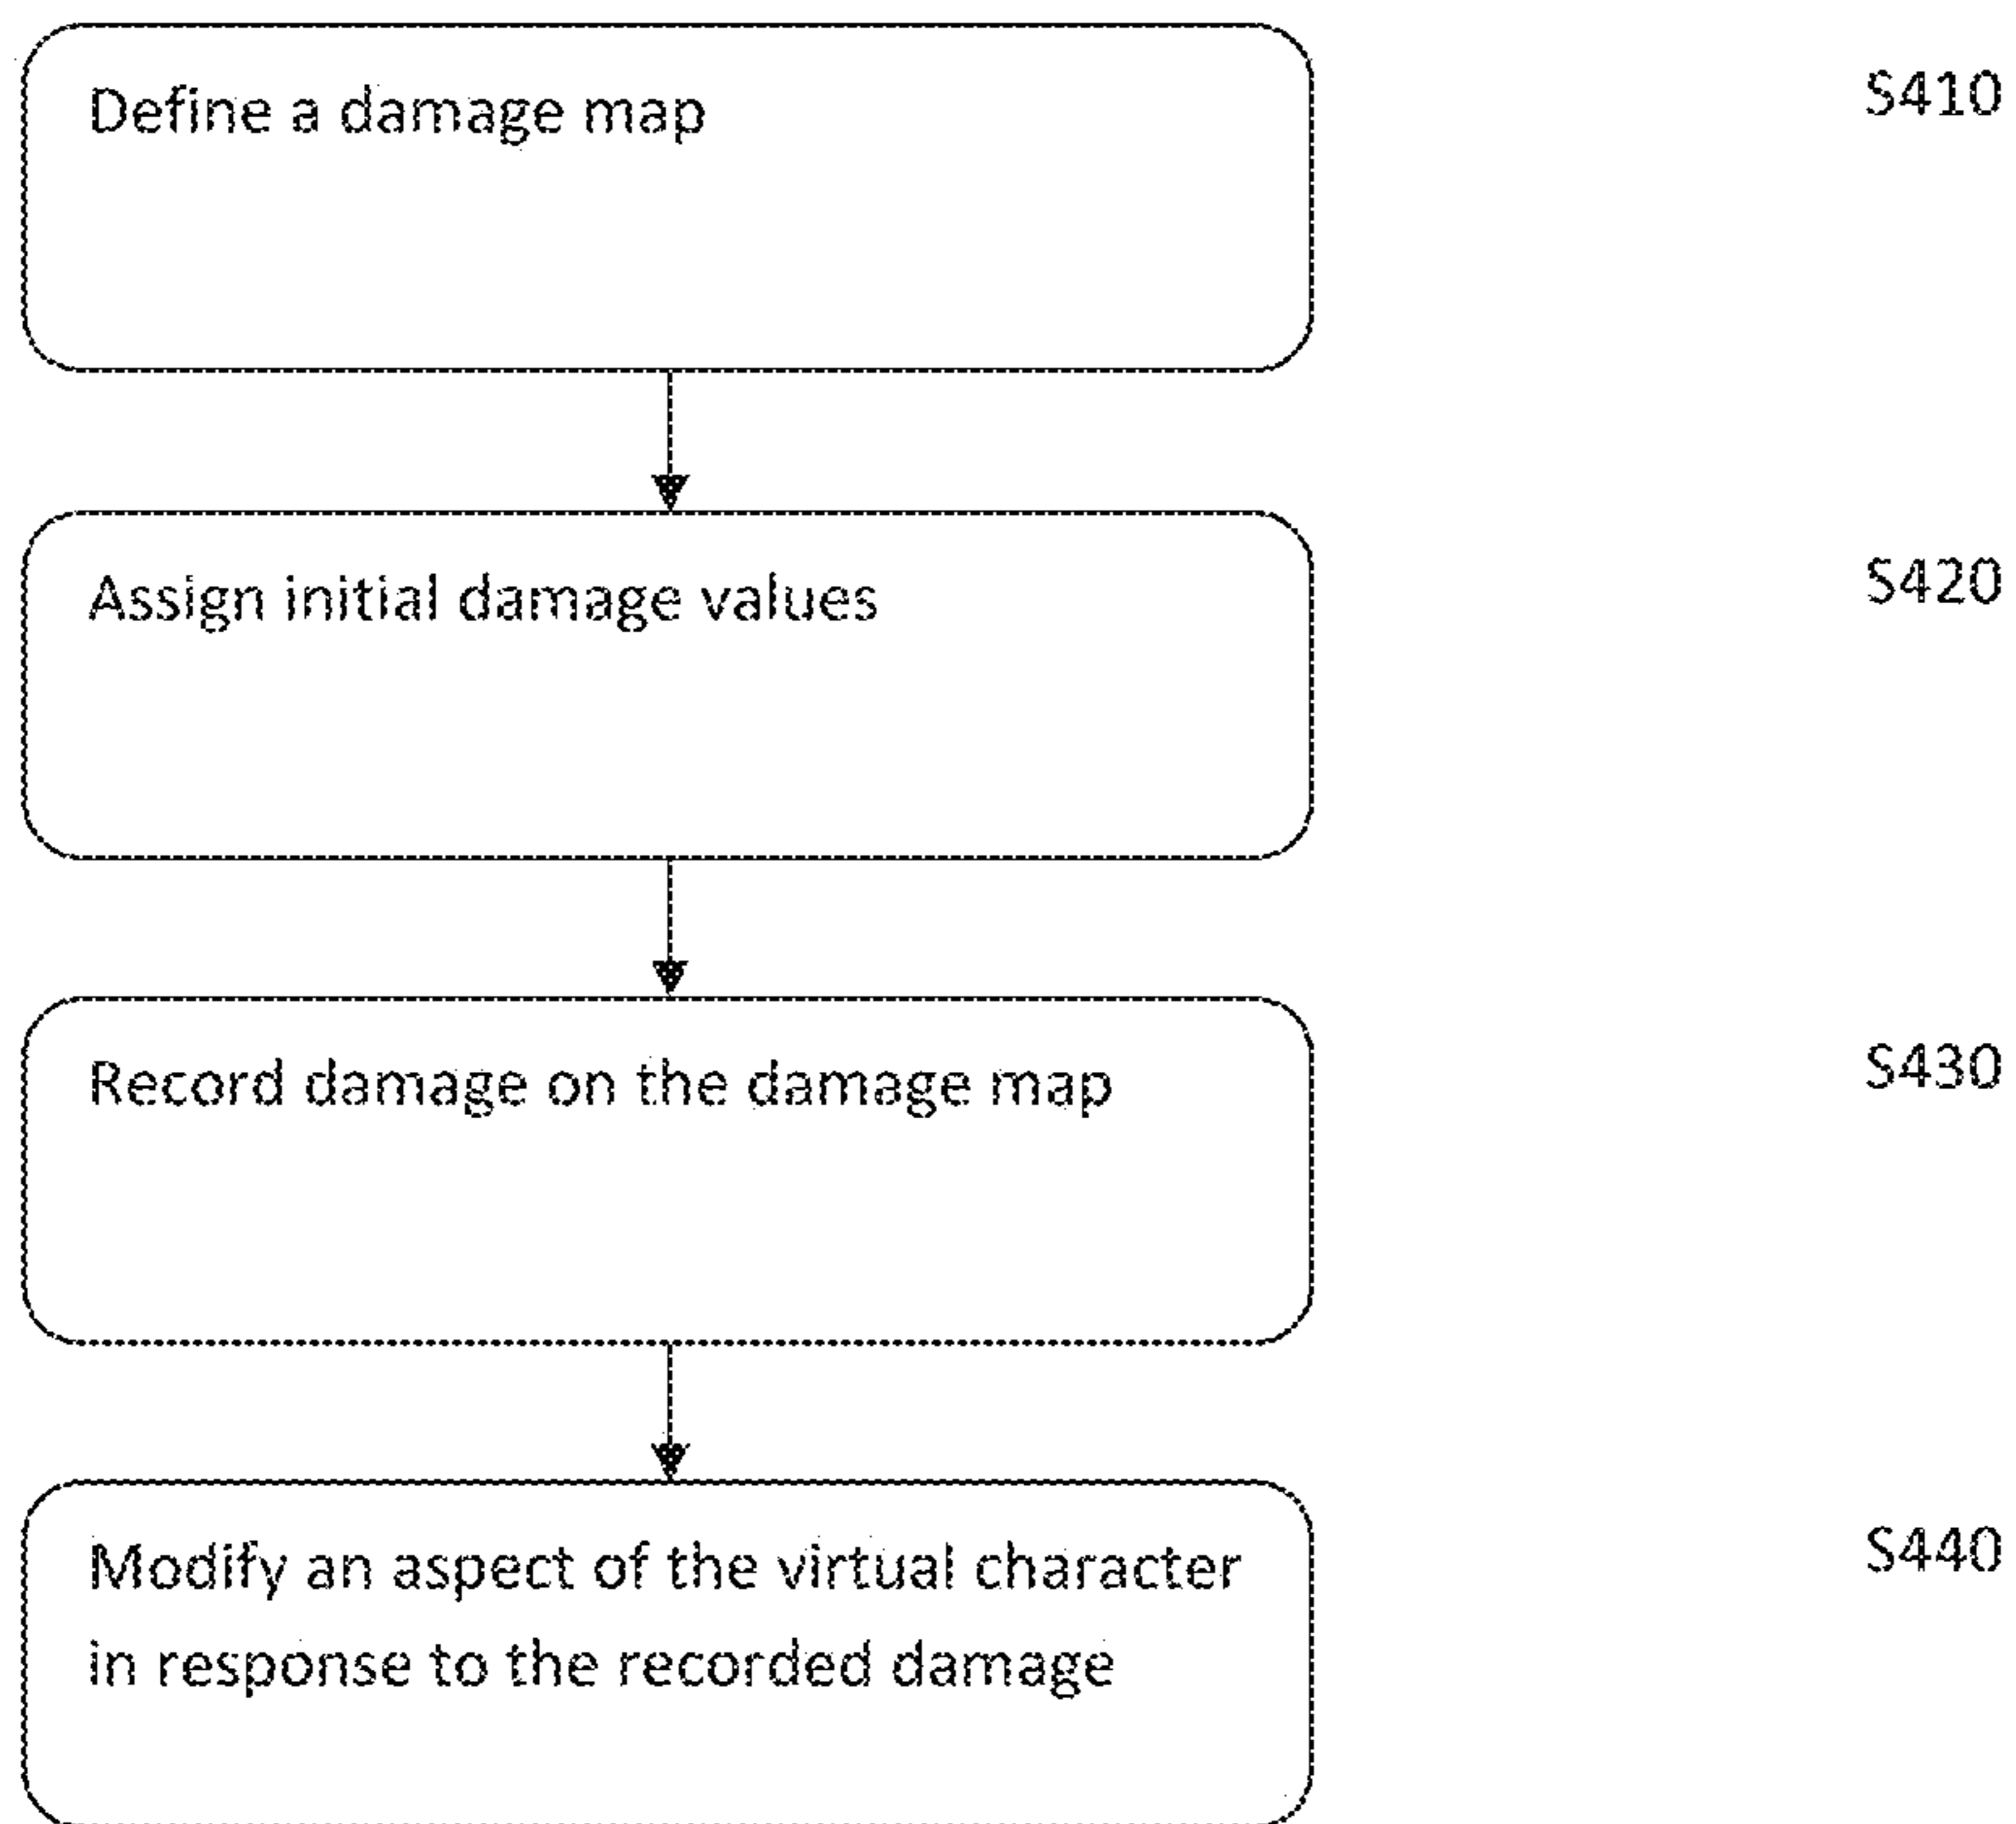 Define a damage map
S410
Assign initial damage values
S420
Record damage on the damage map
S430
Modify an aspect of the virtual character
in response to the recorded damage
S440